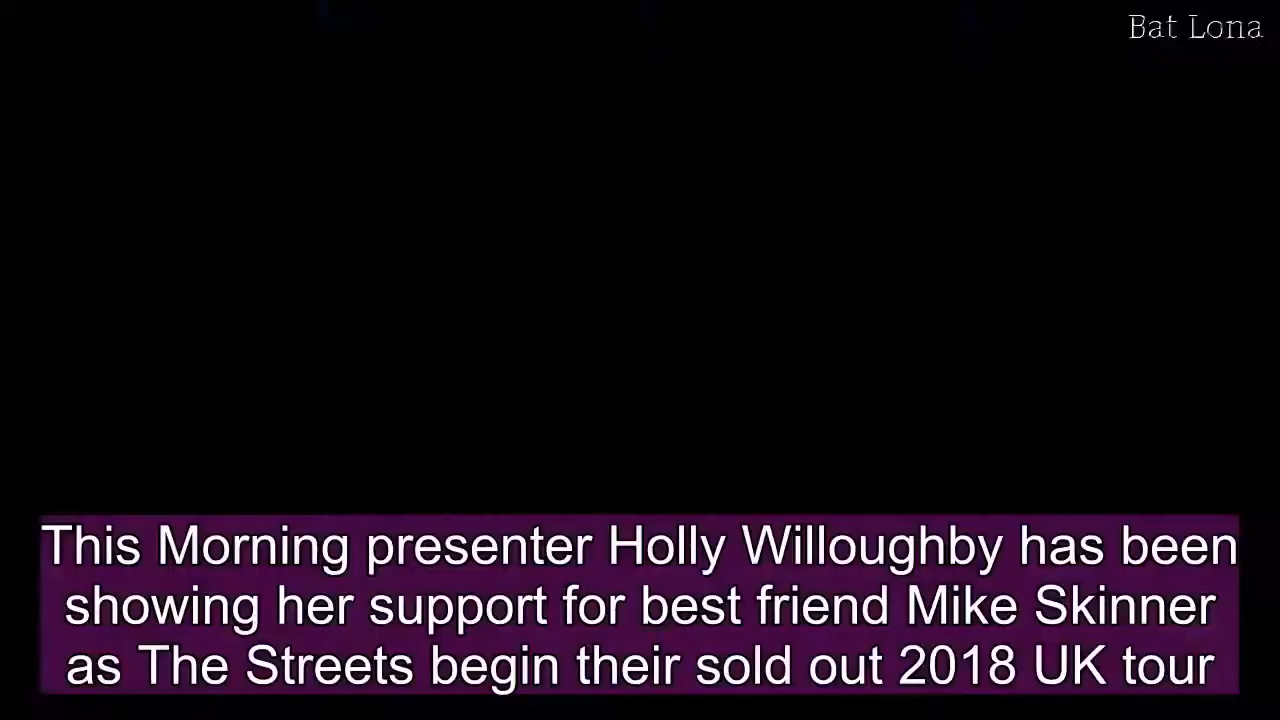 Bat Lona
This Morning presenter Holly Willoughby has been
showing her support for best friend Mike Skinner
as The Streets begin their sold out 2018 UK tour